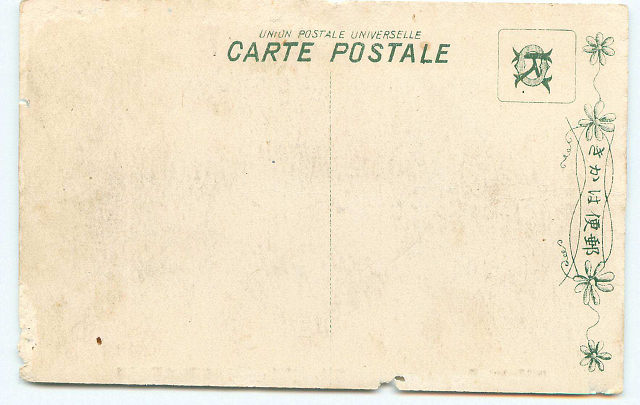 UNION POSTALE UNIVERSELLE
CARTE POSTALE
郵便はかき